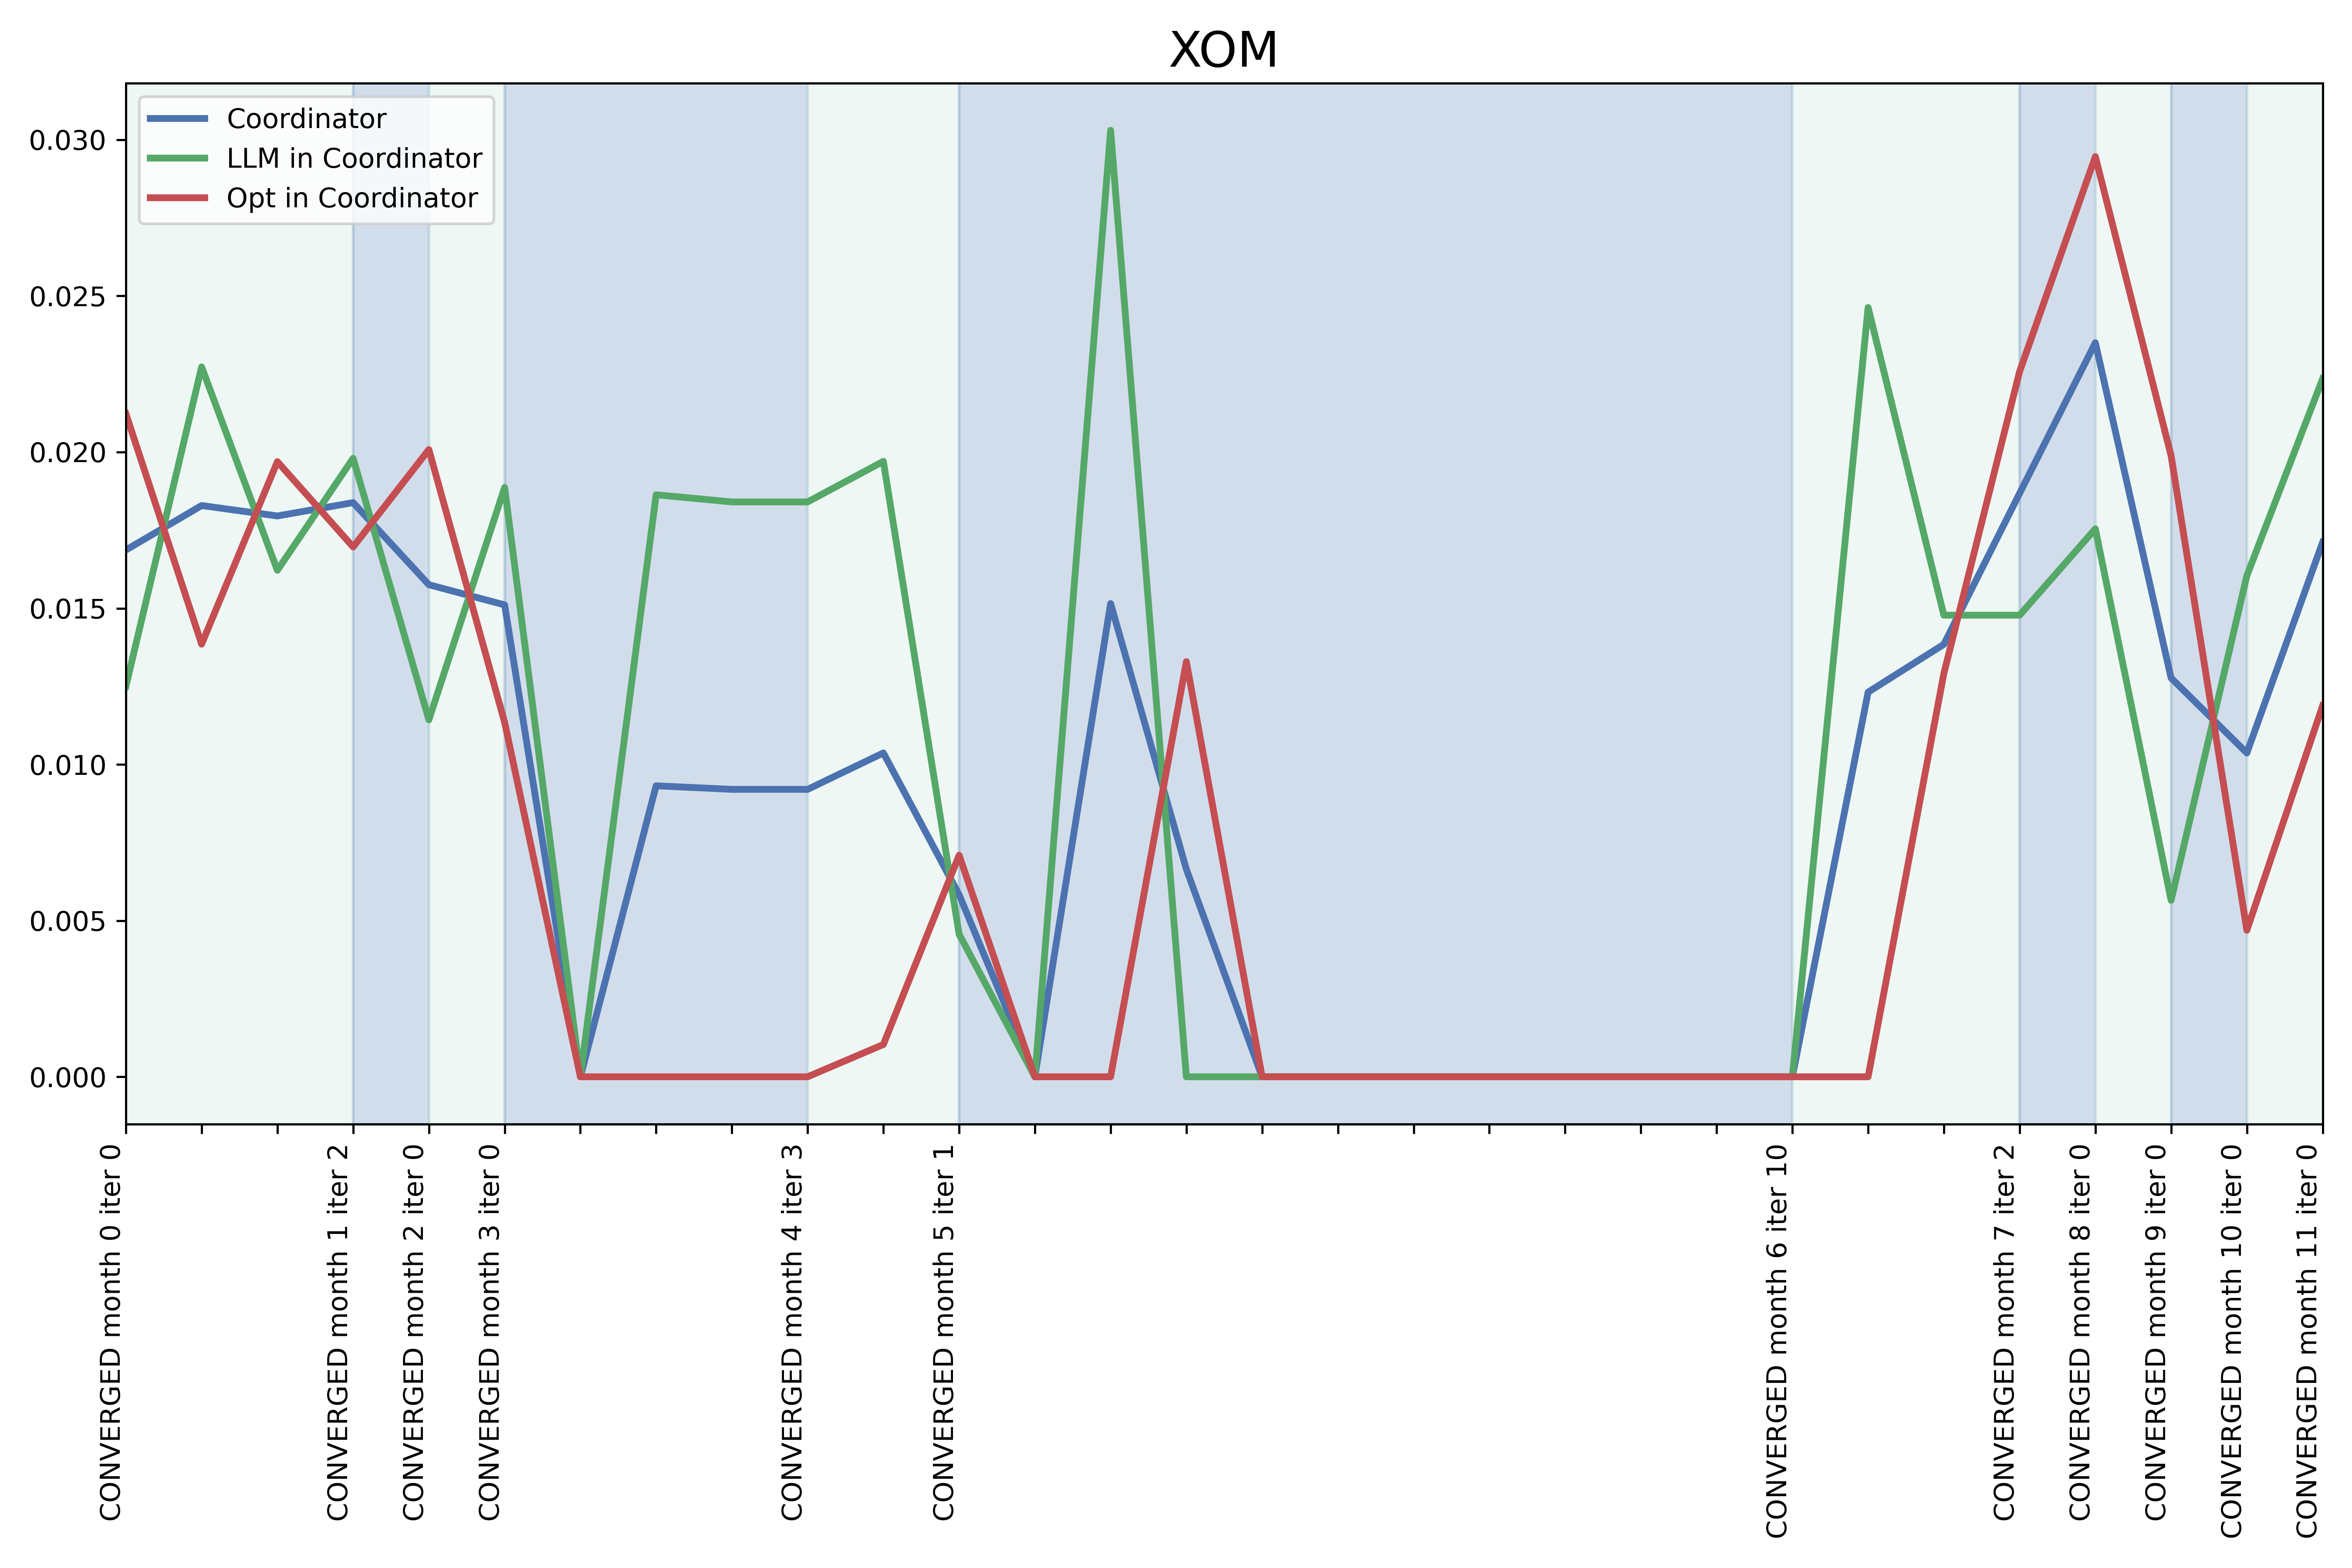 XOM
Coordinator
LLM in Coordinator
Opt in Coordinator
0.030
0.025
0.020
0.015
0.010
0.005
0.000
CONVERGED month 0 iter 0
CONVERGED month 1 iter 2
CONVERGED month 2 iter 0
CONVERGED month 3 iter 0
CONVERGED month 4 iter 3
CONVERGED month 5 iter 1
CONVERGED month 6 iter 10
CONVERGED month 7 iter 2
CONVERGED month 8 iter 0
CONVERGED month 9 iter 0
CONVERGED month 10 iter 0
CONVERGED month 11 iter 0